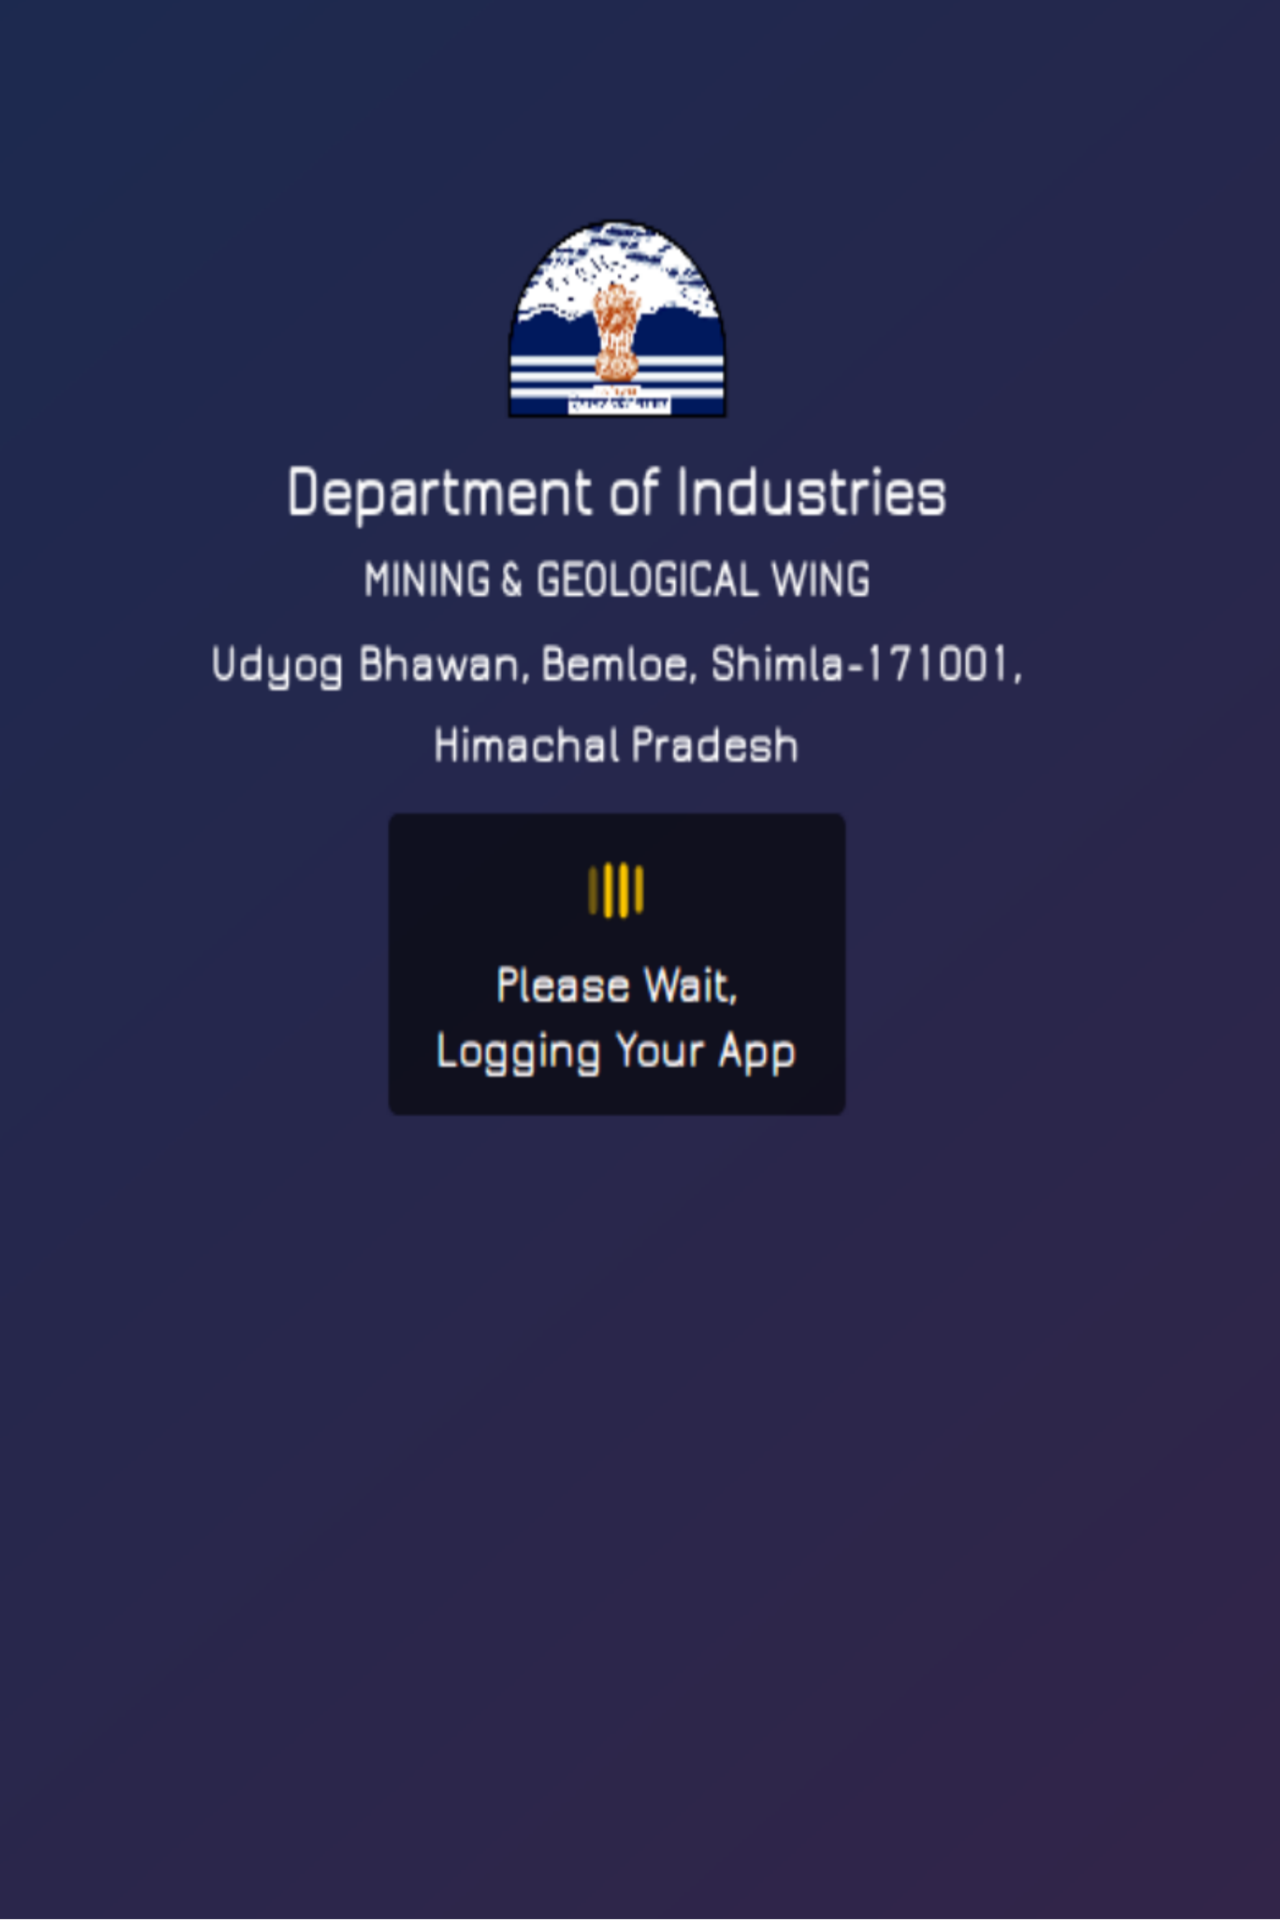 Department of Industries
MINING & GEOLOGICAL WING
Udyog Bhawan, Bemloe, Shimla-171001,
Himachal Pradesh
Please Wait,
Logging Your App